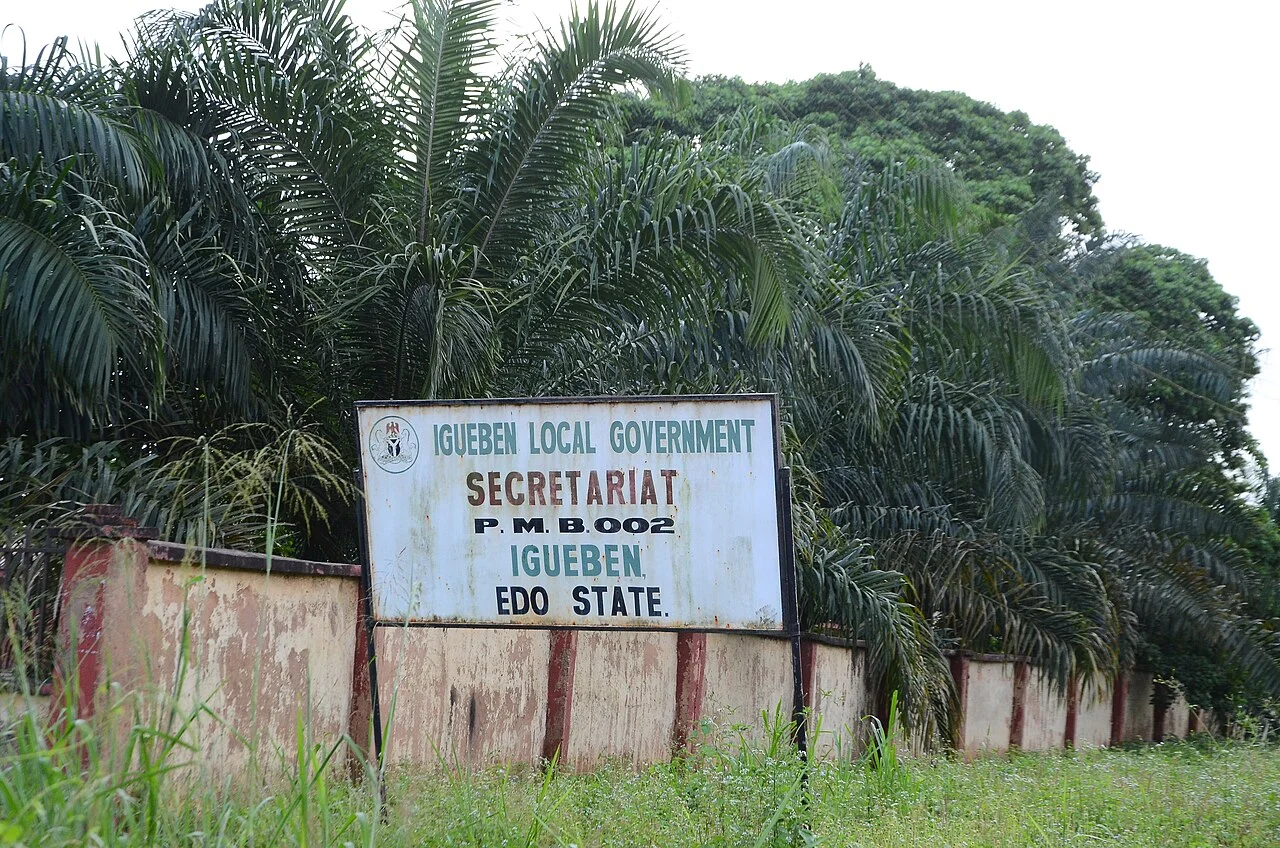 IGUEBEN LOCAL GOVERNMENT
SECRETARIAT
P. M. B. 002
IGUEBEN,
EDO STATE.